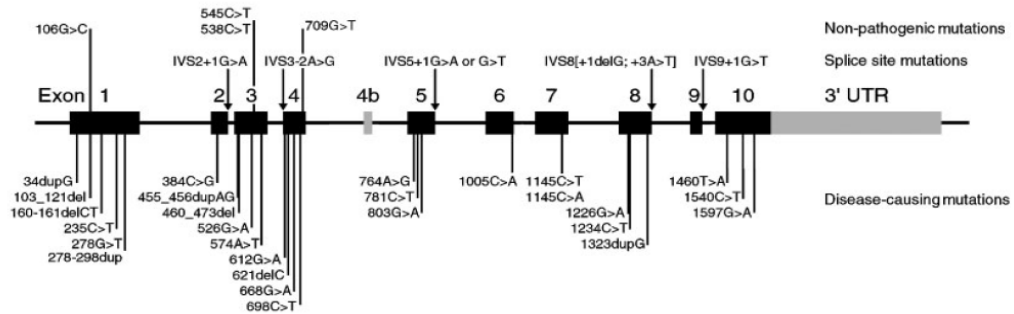 545C>T
106G>C 538C>T 709G>T Non-pathogenic mutations
IVS2+1G>A IVS3-2A>G IVS5+1G>A or G>T IVS8[+1delG; +3A>T] IVS9+1G>T Splice site mutations
Exon 1 2 3 4 4b 5 6 7 8 9 10 3' UTR
34dupG 384C>G 764A>G 1005C>A 1145C>T 1460T>A
103_121del 455_456dupAG 781C>T 1145C>A 1540C>T Disease-causing mutations
160-161delCT 460_473del 803G>A 1226G>A 1597G>A
235C>T 526G>A 1234C>T
278G>T 574A>T 1323dupG
278-298dup 612G>A
621delC
668G>A
698C>T